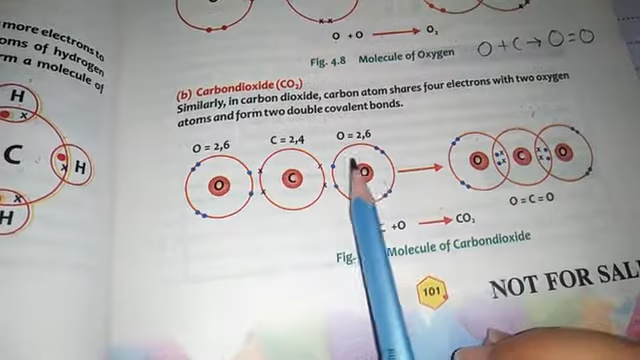 more electrons to
oms of hydrogen
rm a molecule of
H
C
H
H
O +O → O₂
Fig. 4.8 Molecule of Oxygen
O + C → O = O
(b) Carbondioxide (CO₂)
Similarly, in carbon dioxide, carbon atom shares four electrons with two oxygen
atoms and form two double covalent bonds.
O = 2,6 C = 2,4 O = 2,6
O C O O C O
O = C = O
+O → CO₂
Fig. Molecule of Carbondioxide
101
NOT FOR SAL